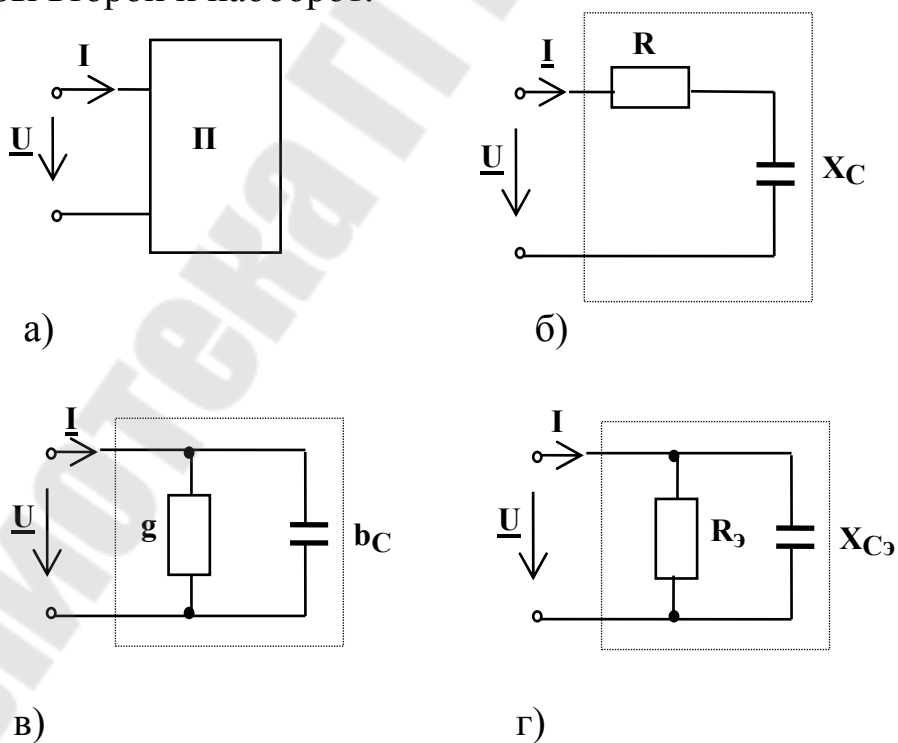 второй и наоборот.
I
U
П
а)
I
R
U
X_C
б)
I
U
g
b_C
в)
I
U
R_э
X_Cэ
г)